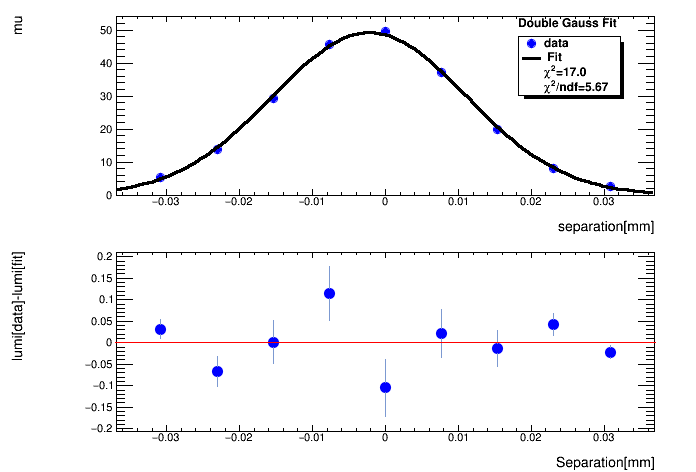 mu
Double Gauss Fit
data
Fit
χ²=17.0
χ²/ndf=5.67
50
40
30
20
10
0
−0.03 −0.02 −0.01 0 0.01 0.02 0.03
separation[mm]
lumi[data]-lumi[fit]
0.2
0.15
0.1
0.05
0
−0.05
−0.1
−0.15
−0.2
−0.03 −0.02 −0.01 0 0.01 0.02 0.03
Separation[mm]